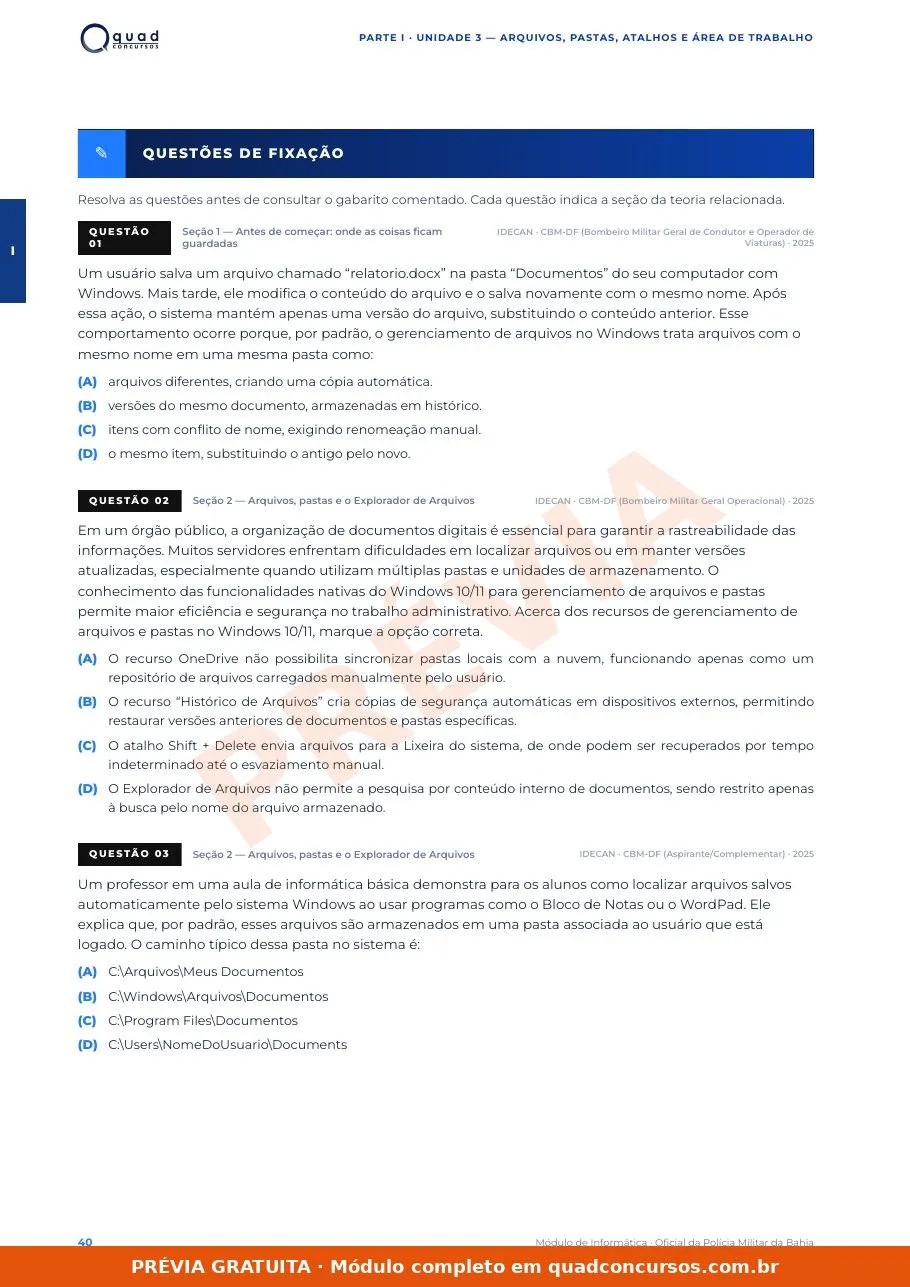 quad
concursos
PARTE I · UNIDADE 3 — ARQUIVOS, PASTAS, ATALHOS E ÁREA DE TRABALHO
QUESTÕES DE FIXAÇÃO
Resolva as questões antes de consultar o gabarito comentado. Cada questão indica a seção da teoria relacionada.
I
QUESTÃO
01
Seção 1 — Antes de começar: onde as coisas ficam
guardadas
IDECAN · CBM-DF (Bombeiro Militar Geral de Condutor e Operador de
Viaturas) · 2025
Um usuário salva um arquivo chamado “relatorio.docx” na pasta “Documentos” do seu computador com
Windows. Mais tarde, ele modifica o conteúdo do arquivo e o salva novamente com o mesmo nome. Após
essa ação, o sistema mantém apenas uma versão do arquivo, substituindo o conteúdo anterior. Esse
comportamento ocorre porque, por padrão, o gerenciamento de arquivos no Windows trata arquivos com o
mesmo nome em uma mesma pasta como:
(A) arquivos diferentes, criando uma cópia automática.
(B) versões do mesmo documento, armazenadas em histórico.
(C) itens com conflito de nome, exigindo renomeação manual.
(D) o mesmo item, substituindo o antigo pelo novo.
QUESTÃO 02
Seção 2 — Arquivos, pastas e o Explorador de Arquivos
IDECAN · CBM-DF (Bombeiro Militar Geral Operacional) · 2025
Em um órgão público, a organização de documentos digitais é essencial para garantir a rastreabilidade das
informações. Muitos servidores enfrentam dificuldades em localizar arquivos ou em manter versões
atualizadas, especialmente quando utilizam múltiplas pastas e unidades de armazenamento. O
conhecimento das funcionalidades nativas do Windows 10/11 para gerenciamento de arquivos e pastas
permite maior eficiência e segurança no trabalho administrativo. Acerca dos recursos de gerenciamento de
arquivos e pastas no Windows 10/11, marque a opção correta.
(A) O recurso OneDrive não possibilita sincronizar pastas locais com a nuvem, funcionando apenas como um
repositório de arquivos carregados manualmente pelo usuário.
(B) O recurso “Histórico de Arquivos” cria cópias de segurança automáticas em dispositivos externos, permitindo
restaurar versões anteriores de documentos e pastas específicas.
(C) O atalho Shift + Delete envia arquivos para a Lixeira do sistema, de onde podem ser recuperados por tempo
indeterminado até o esvaziamento manual.
(D) O Explorador de Arquivos não permite a pesquisa por conteúdo interno de documentos, sendo restrito apenas
à busca pelo nome do arquivo armazenado.
PRÉVIA
QUESTÃO 03
Seção 2 — Arquivos, pastas e o Explorador de Arquivos
IDECAN · CBM-DF (Aspirante/Complementar) · 2025
Um professor em uma aula de informática básica demonstra para os alunos como localizar arquivos salvos
automaticamente pelo sistema Windows ao usar programas como o Bloco de Notas ou o WordPad. Ele
explica que, por padrão, esses arquivos são armazenados em uma pasta associada ao usuário que está
logado. O caminho típico dessa pasta no sistema é:
(A) C:\Arquivos\Meus Documentos
(B) C:\Windows\Arquivos\Documentos
(C) C:\Program Files\Documentos
(D) C:\Users\NomeDoUsuario\Documents
40
Módulo de Informática · Oficial da Polícia Militar da Bahia
PRÉVIA GRATUITA · Módulo completo em quadconcursos.com.br